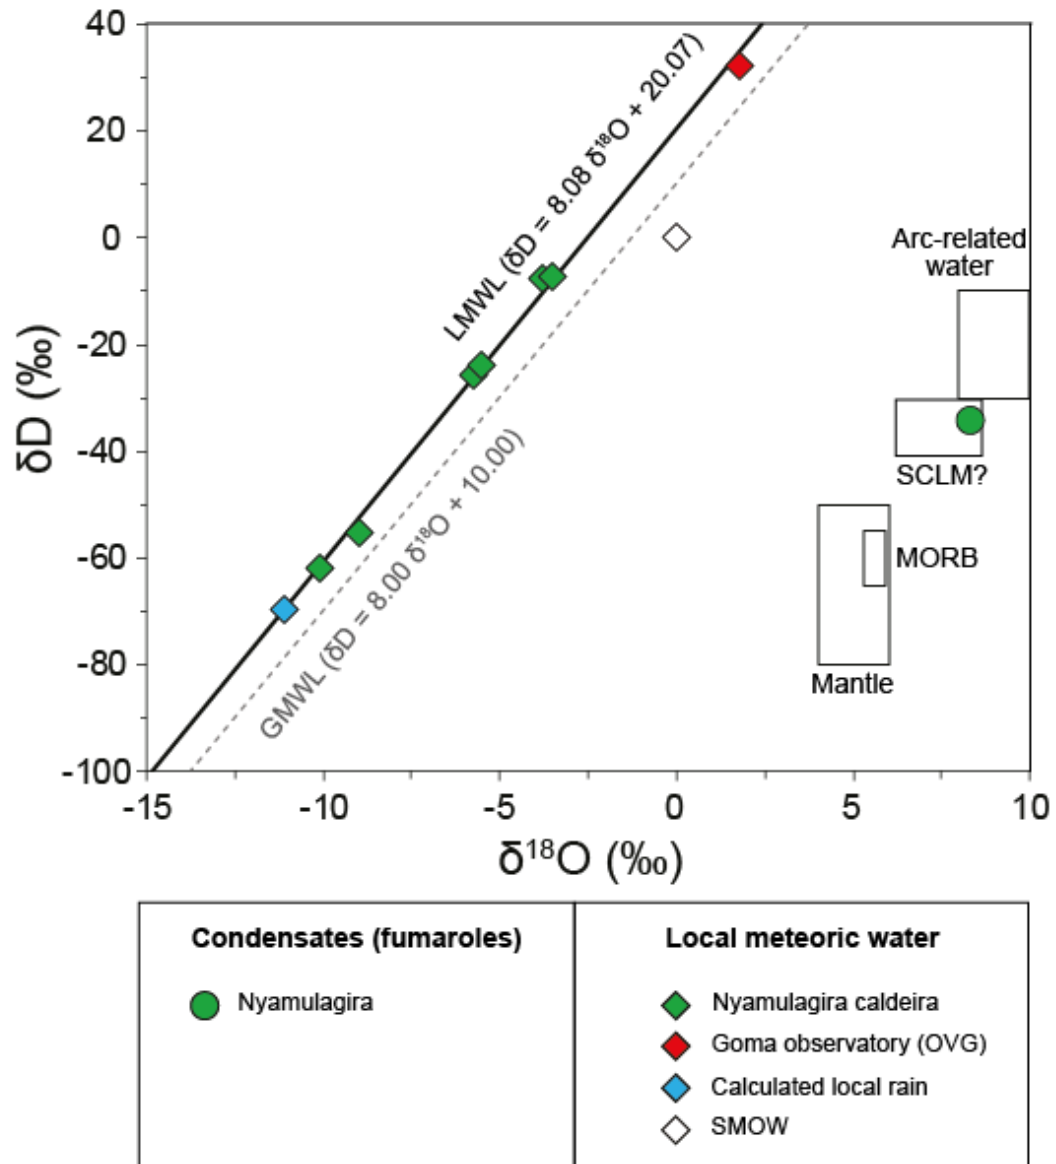 40
20
0
-20
-40
-60
-80
-100
δD (‰)
-15
-10
-5
0
5
10
δ¹⁸O (‰)
LMWL (δD = 8.08 δ¹⁸O + 20.07)
GMWL (δD = 8.00 δ¹⁸O + 10.00)
Arc-related
water
SCLM?
MORB
Mantle
Condensates (fumaroles)
Nyamulagira
Local meteoric water
Nyamulagira caldeira
Goma observatory (OVG)
Calculated local rain
SMOW